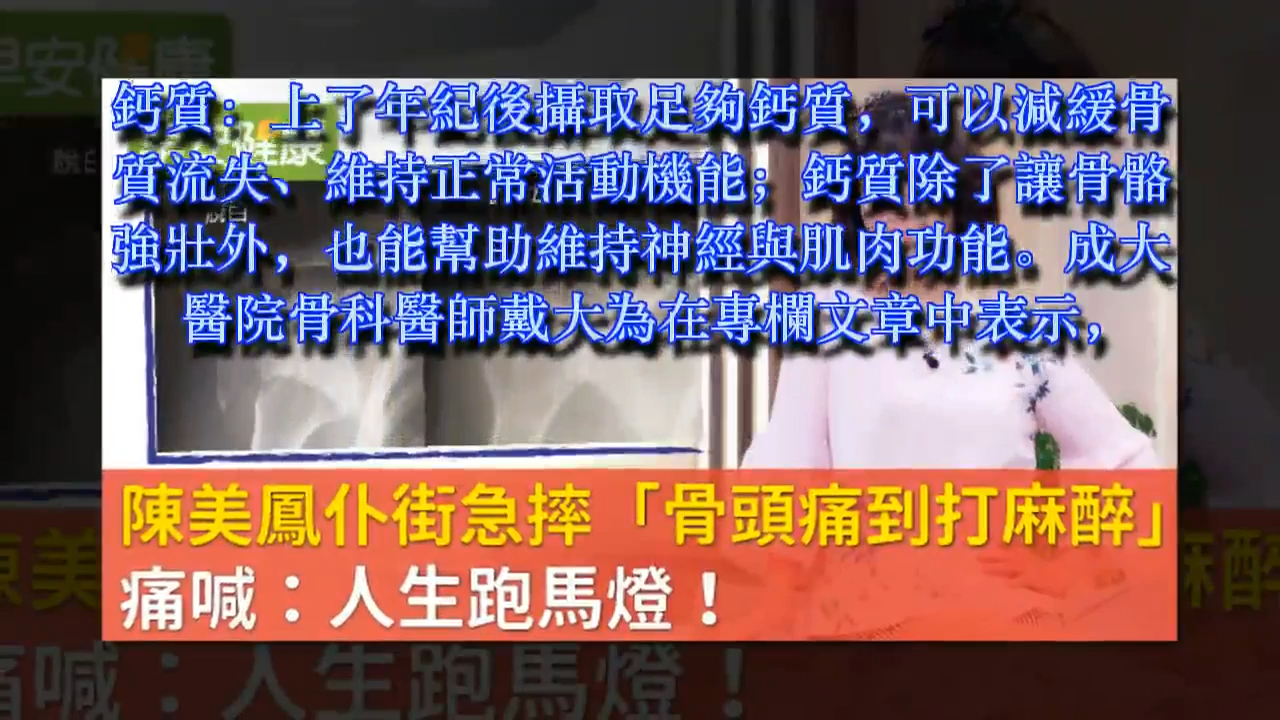 鈣質：上了年紀後攝取足夠鈣質，可以減緩骨
質流失、維持正常活動機能；鈣質除了讓骨骼
強壯外，也能幫助維持神經與肌肉功能。成大
醫院骨科醫師戴大為在專欄文章中表示，
脫臼
陳美鳳仆街急摔「骨頭痛到打麻醉」
痛喊：人生跑馬燈！